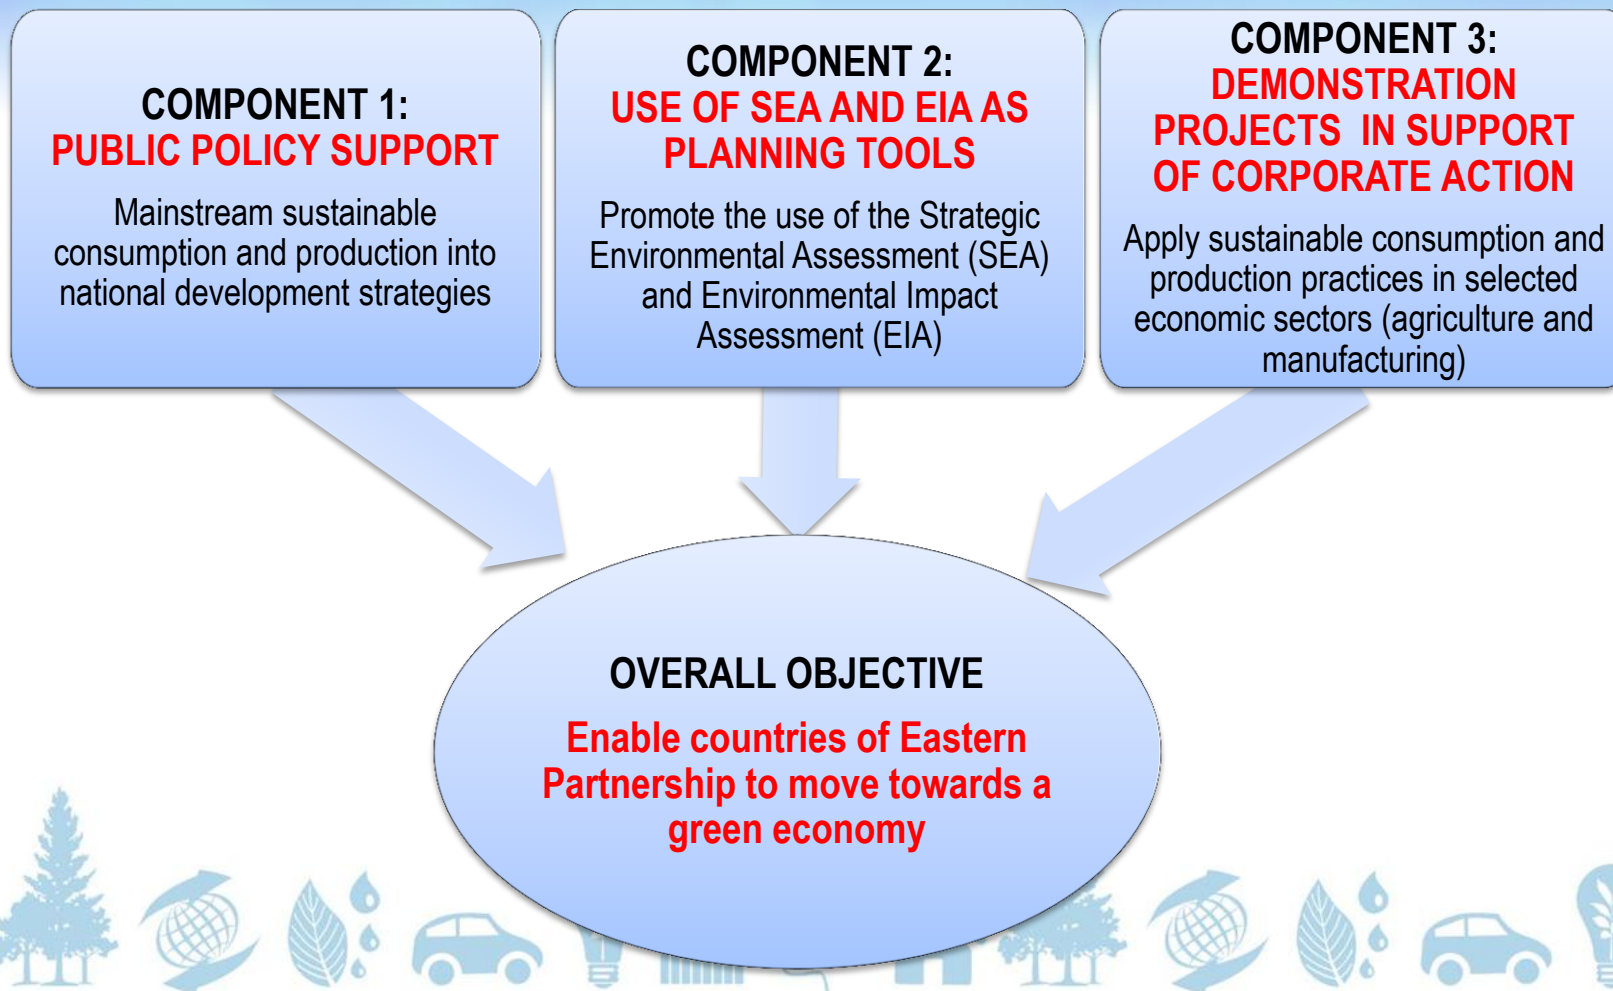 COMPONENT 1:
PUBLIC POLICY SUPPORT
Mainstream sustainable
consumption and production into
national development strategies
COMPONENT 2:
USE OF SEA AND EIA AS
PLANNING TOOLS
Promote the use of the Strategic
Environmental Assessment (SEA)
and Environmental Impact
Assessment (EIA)
COMPONENT 3:
DEMONSTRATION
PROJECTS IN SUPPORT
OF CORPORATE ACTION
Apply sustainable consumption and
production practices in selected
economic sectors (agriculture and
manufacturing)
OVERALL OBJECTIVE
Enable countries of Eastern
Partnership to move towards a
green economy